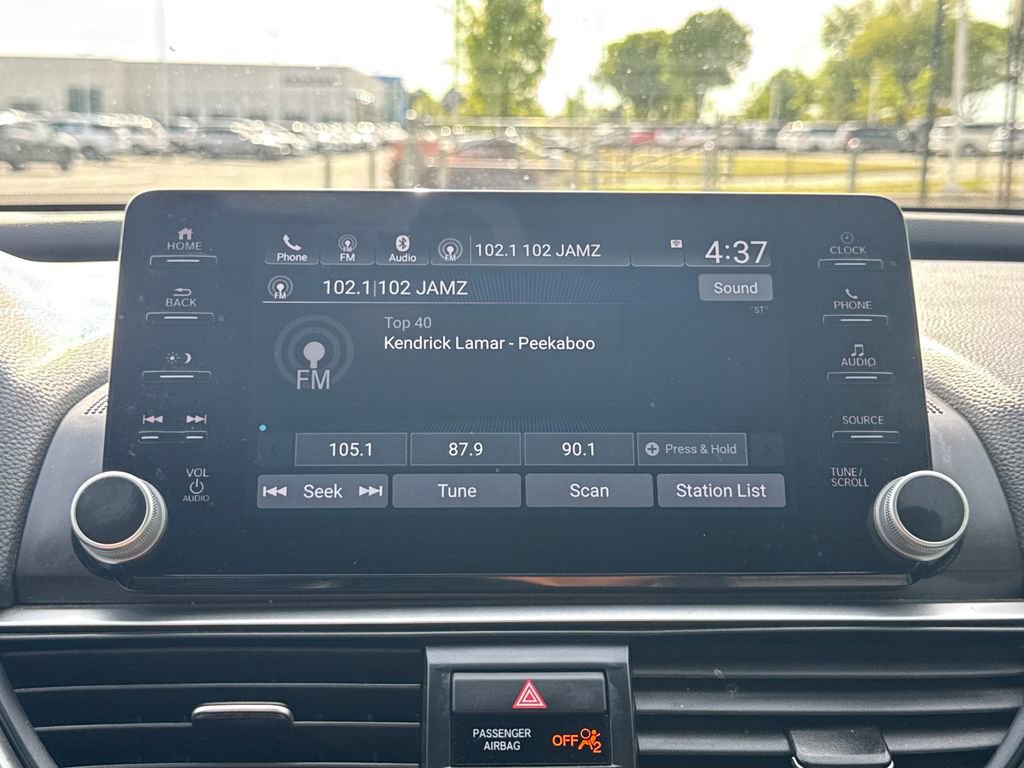 HOME
BACK
VOL
AUDIO
Phone
FM
Audio
FM
102.1 102 JAMZ
4:37
FM
102.1 102 JAMZ
Sound
ST
Top 40
Kendrick Lamar - Peekaboo
FM
105.1
87.9
90.1
Press & Hold
Seek
Tune
Scan
Station List
CLOCK
PHONE
AUDIO
SOURCE
TUNE/
SCROLL
PASSENGER
AIRBAG
OFF
2